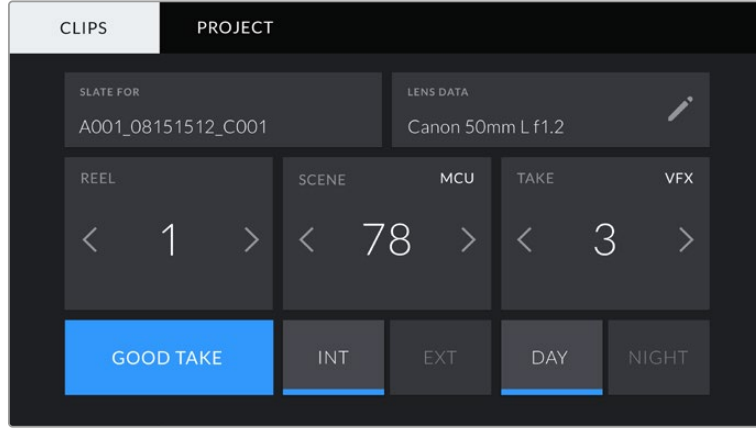 CLIPS PROJECT
SLATE FOR
A001_08151512_C001
LENS DATA
Canon 50mm L f1.2
REEL
1
SCENE MCU
78
TAKE VFX
3
GOOD TAKE
INT
EXT
DAY
NIGHT